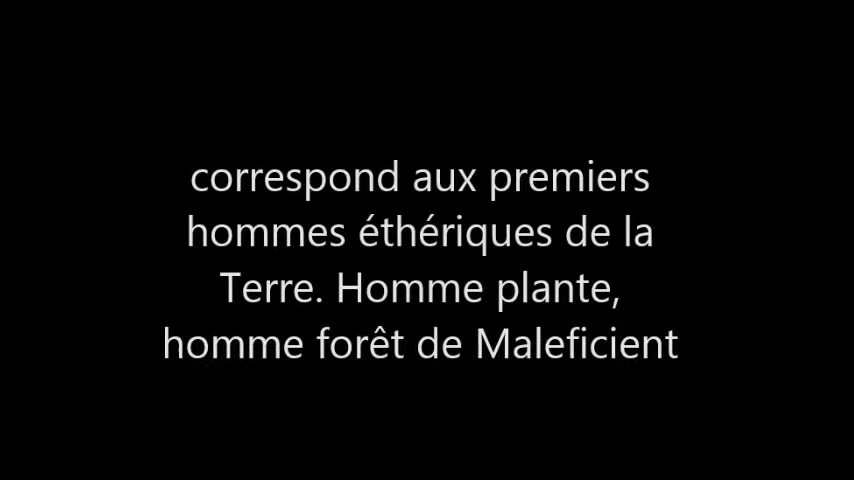 correspond aux premiers
hommes éthériques de la
Terre. Homme plante,
homme forêt de Maleficient